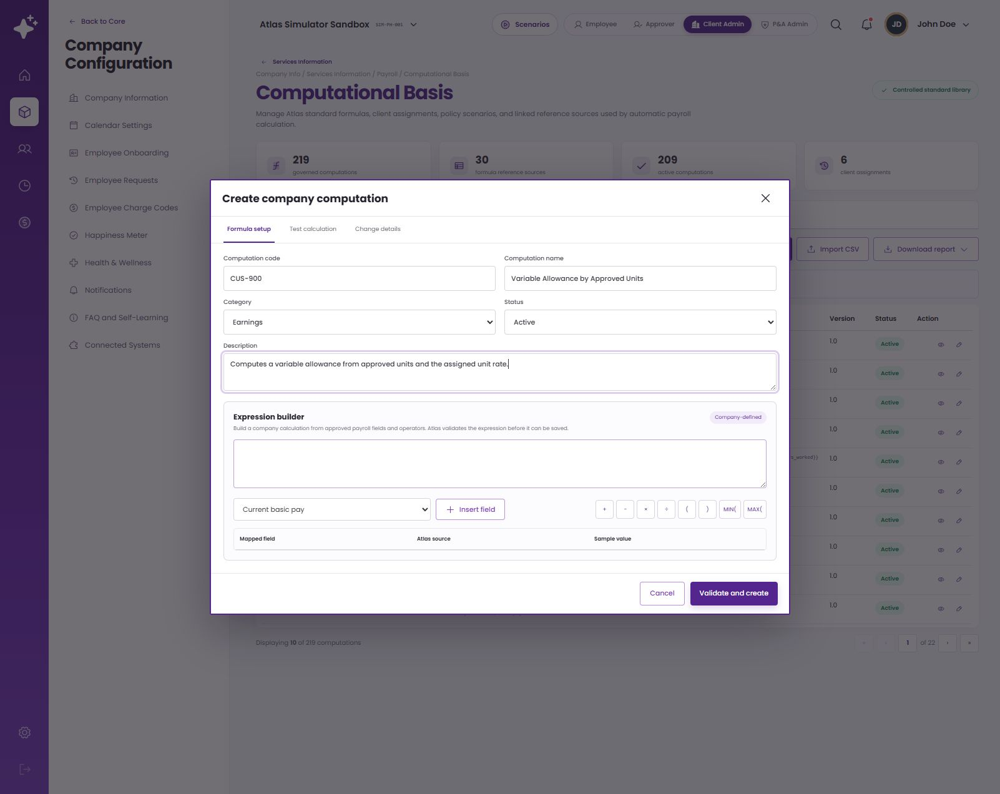 Back to Core
Company
Configuration
Company Information
Calendar Settings
Employee Onboarding
Employee Requests
Employee Charge Codes
Happiness Meter
Health & Wellness
Notifications
FAQ and Self-Learning
Connected Systems
Atlas Simulator Sandbox SIM-PH-001
Scenarios
Employee
Approver
Client Admin
P&A Admin
JD
John Doe
Services Information
Company Info / Services Information / Payroll / Computational Basis
Computational Basis
Controlled standard library
Manage Atlas standard formulas, client assignments, policy scenarios, and linked reference sources used by automatic payroll
calculation.
219
governed computations
30
formula reference sources
209
active computations
6
client assignments
Import CSV
Download report
Version Status Action
1.0 Active
1.0 Active
1.0 Active
1.0 Active
s_worked}} 1.0 Active
1.0 Active
1.0 Active
1.0 Active
1.0 Active
1.0 Active
Create company computation
Formula setup Test calculation Change details
Computation code
CUS-900
Computation name
Variable Allowance by Approved Units
Category
Earnings
Status
Active
Description
Computes a variable allowance from approved units and the assigned unit rate.
Expression builder
Company-defined
Build a company calculation from approved payroll fields and operators. Atlas validates the expression before it can be saved.
Current basic pay
+ Insert field
+ - × ÷ ( ) MIN( MAX(
Mapped field Atlas source Sample value
Cancel
Validate and create
Displaying 10 of 219 computations
« ‹ 1 of 22 › »